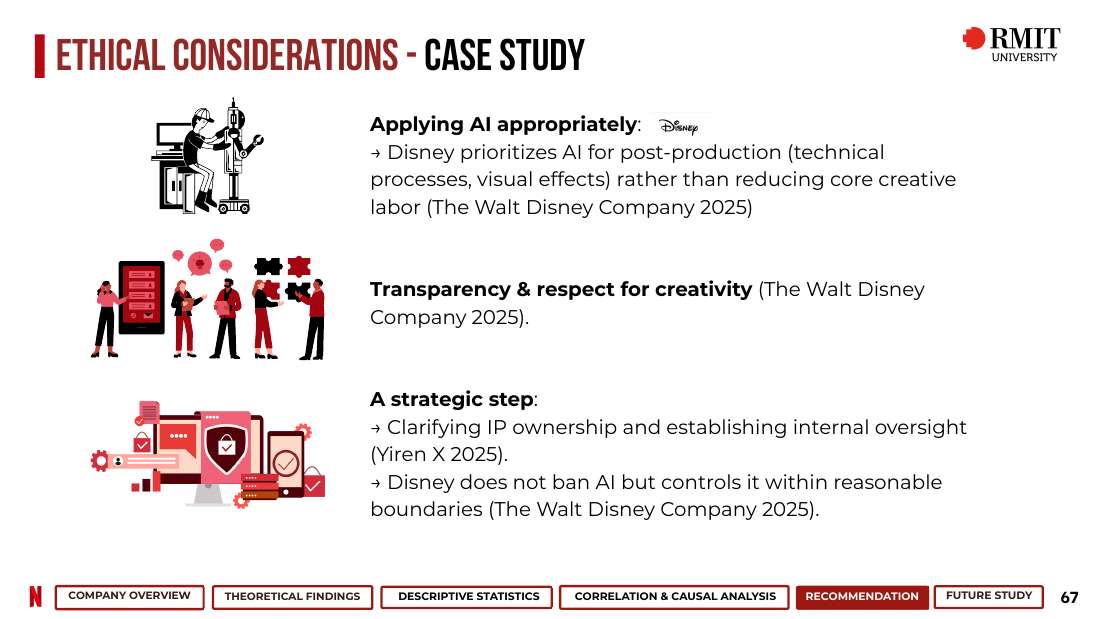 ETHICAL CONSIDERATIONS - CASE STUDY
RMIT
UNIVERSITY
Applying AI appropriately: Disney
→ Disney prioritizes AI for post-production (technical
processes, visual effects) rather than reducing core creative
labor (The Walt Disney Company 2025)
Transparency & respect for creativity (The Walt Disney
Company 2025).
A strategic step:
→ Clarifying IP ownership and establishing internal oversight
(Yiren X 2025).
→ Disney does not ban AI but controls it within reasonable
boundaries (The Walt Disney Company 2025).
N COMPANY OVERVIEW THEORETICAL FINDINGS DESCRIPTIVE STATISTICS CORRELATION & CAUSAL ANALYSIS RECOMMENDATION FUTURE STUDY 67